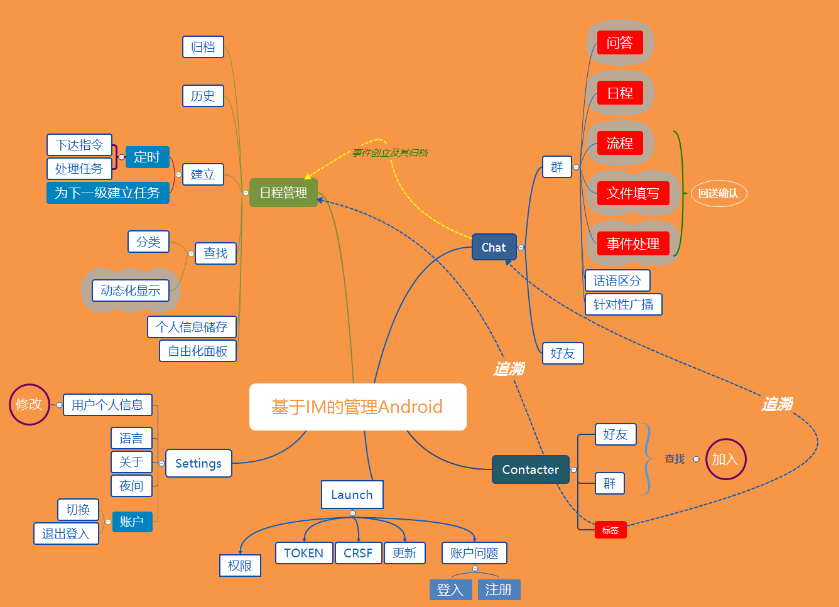 基于IM的管理Android
日程管理
归档
历史
建立
定时
下达指令
处理任务
为下一级建立任务
查找
分类
动态化显示
个人信息储存
自由化面板
事件创立及其归档
Chat
群
问答
日程
流程
文件填写
事件处理
回送确认
话语区分
针对性广播
好友
追溯
追溯
Contacter
好友
群
查找
加入
标签
Settings
用户个人信息
修改
语言
关于
夜间
账户
切换
退出登入
Launch
权限
TOKEN
CRSF
更新
账户问题
登入
注册